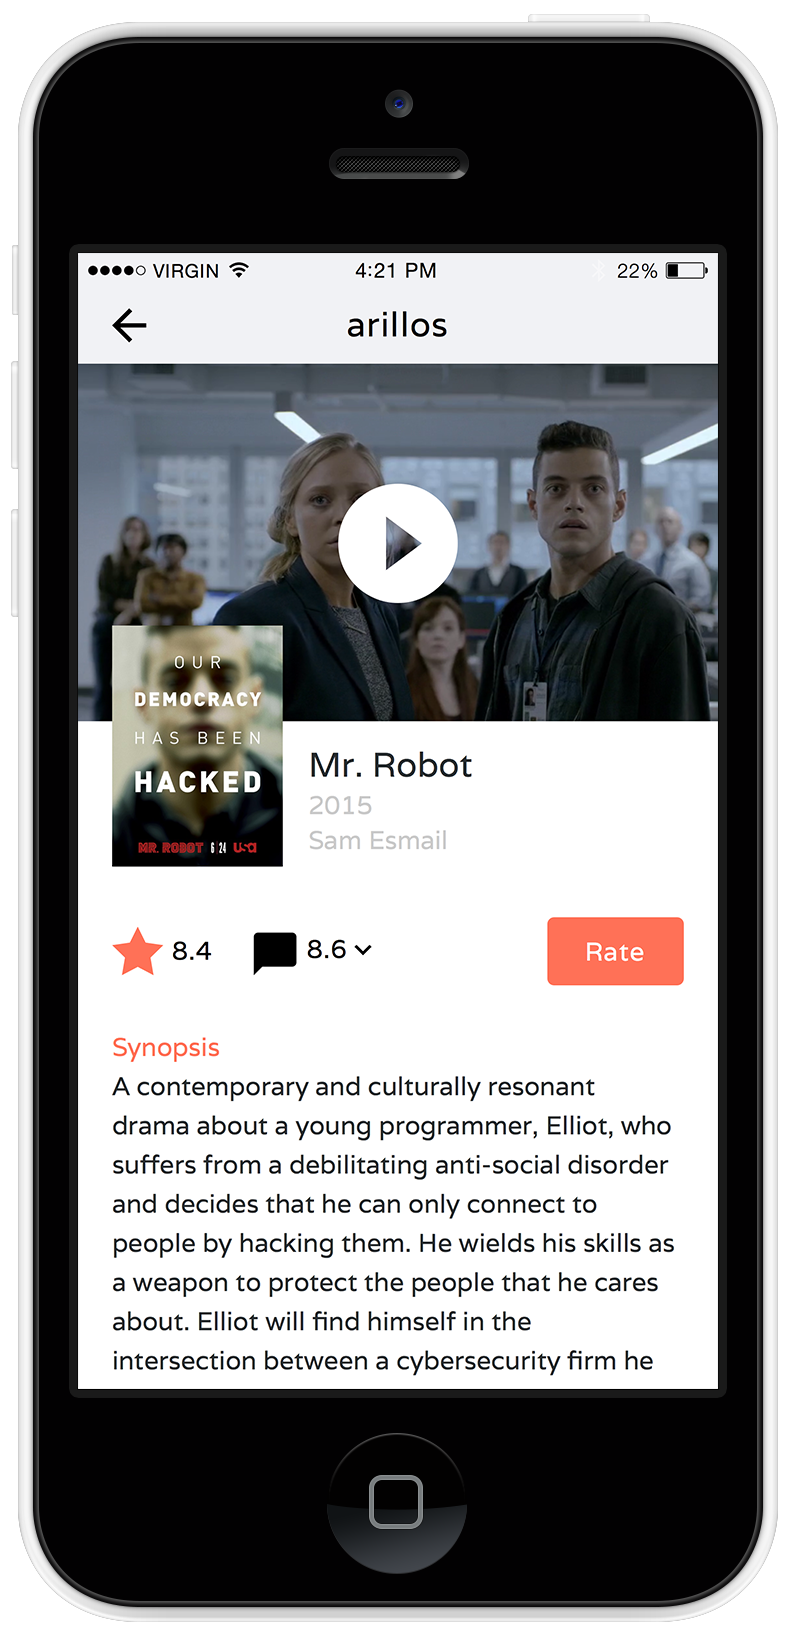 VIRGIN 4:21 PM 22%
arillos
OUR
DEMOCRACY
HAS BEEN
HACKED
MR. ROBOT 6 24 USA
Mr. Robot
2015
Sam Esmail
8.4 8.6 Rate
Synopsis
A contemporary and culturally resonant
drama about a young programmer, Elliot, who
suffers from a debilitating anti-social disorder
and decides that he can only connect to
people by hacking them. He wields his skills as
a weapon to protect the people that he cares
about. Elliot will find himself in the
intersection between a cybersecurity firm he